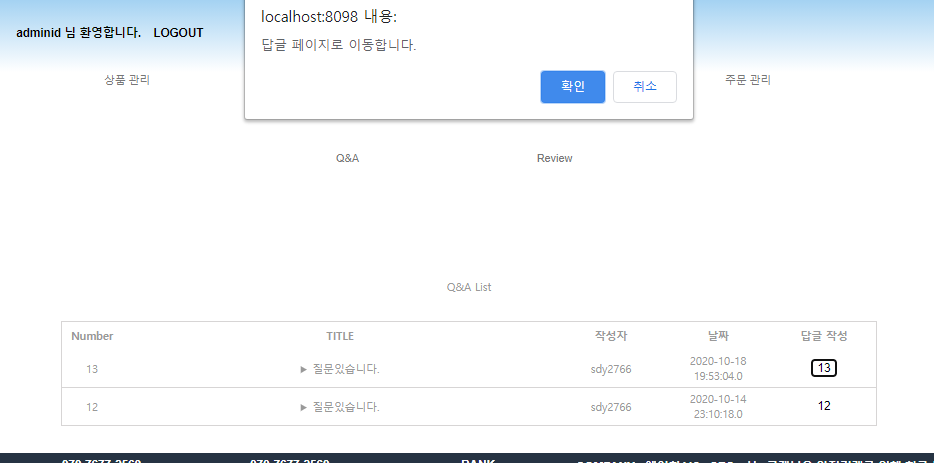 localhost:8098 내용:
답글 페이지로 이동합니다.
확인 취소
adminid 님 환영합니다. LOGOUT
상품 관리 주문 관리
Q&A Review
Q&A List
Number TITLE 작성자 날짜 답글 작성
13 ▶ 질문있습니다. sdy2766 2020-10-18 19:53:04.0 13
12 ▶ 질문있습니다. sdy2766 2020-10-14 23:10:18.0 12